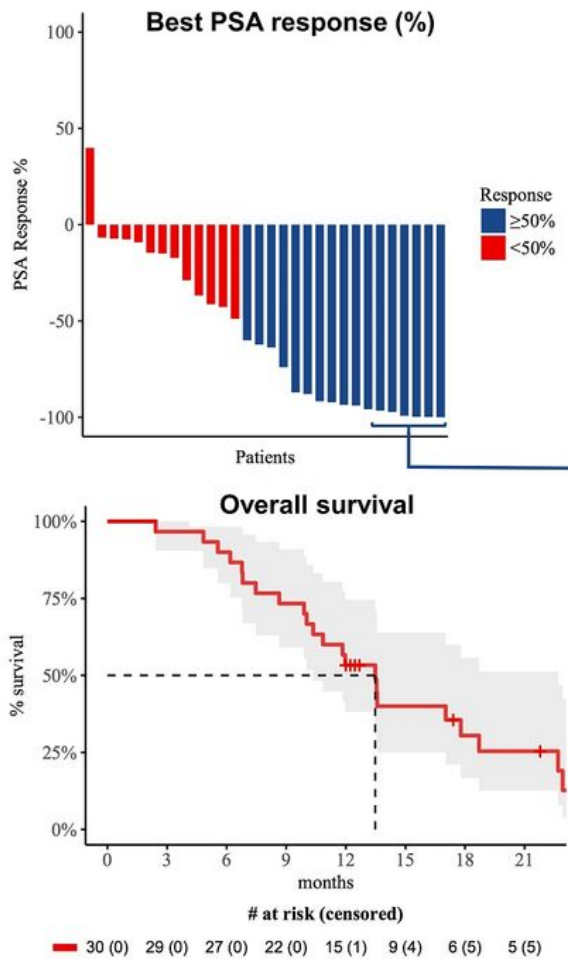 Best PSA response (%)
100
50
0
-50
-100
PSA Response %
Response
≥50%
<50%
Patients
Overall survival
100%
75%
50%
25%
0%
% survival
0 3 6 9 12 15 18 21
months
# at risk (censored)
30 (0) 29 (0) 27 (0) 22 (0) 15 (1) 9 (4) 6 (5) 5 (5)